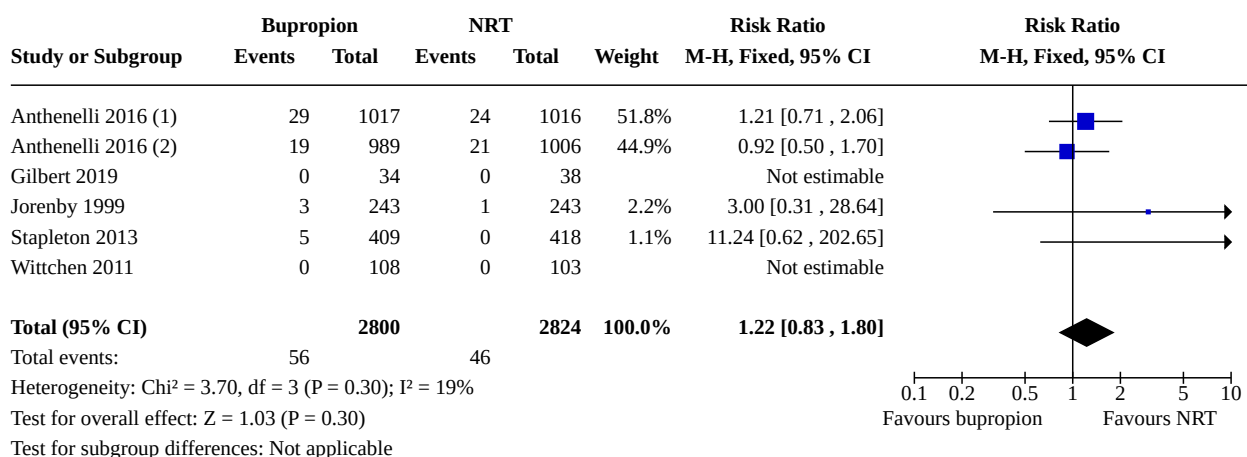 Bupropion NRT Risk Ratio Risk Ratio
Study or Subgroup Events Total Events Total Weight M-H, Fixed, 95% CI M-H, Fixed, 95% CI
Anthenelli 2016 (1) 29 1017 24 1016 51.8% 1.21 [0.71 , 2.06]
Anthenelli 2016 (2) 19 989 21 1006 44.9% 0.92 [0.50 , 1.70]
Gilbert 2019 0 34 0 38 Not estimable
Jorenby 1999 3 243 1 243 2.2% 3.00 [0.31 , 28.64]
Stapleton 2013 5 409 0 418 1.1% 11.24 [0.62 , 202.65]
Wittchen 2011 0 108 0 103 Not estimable
Total (95% CI) 2800 2824 100.0% 1.22 [0.83 , 1.80]
Total events: 56 46
Heterogeneity: Chi² = 3.70, df = 3 (P = 0.30); I² = 19%
0.1 0.2 0.5 1 2 5 10
Test for overall effect: Z = 1.03 (P = 0.30) Favours bupropion Favours NRT
Test for subgroup differences: Not applicable